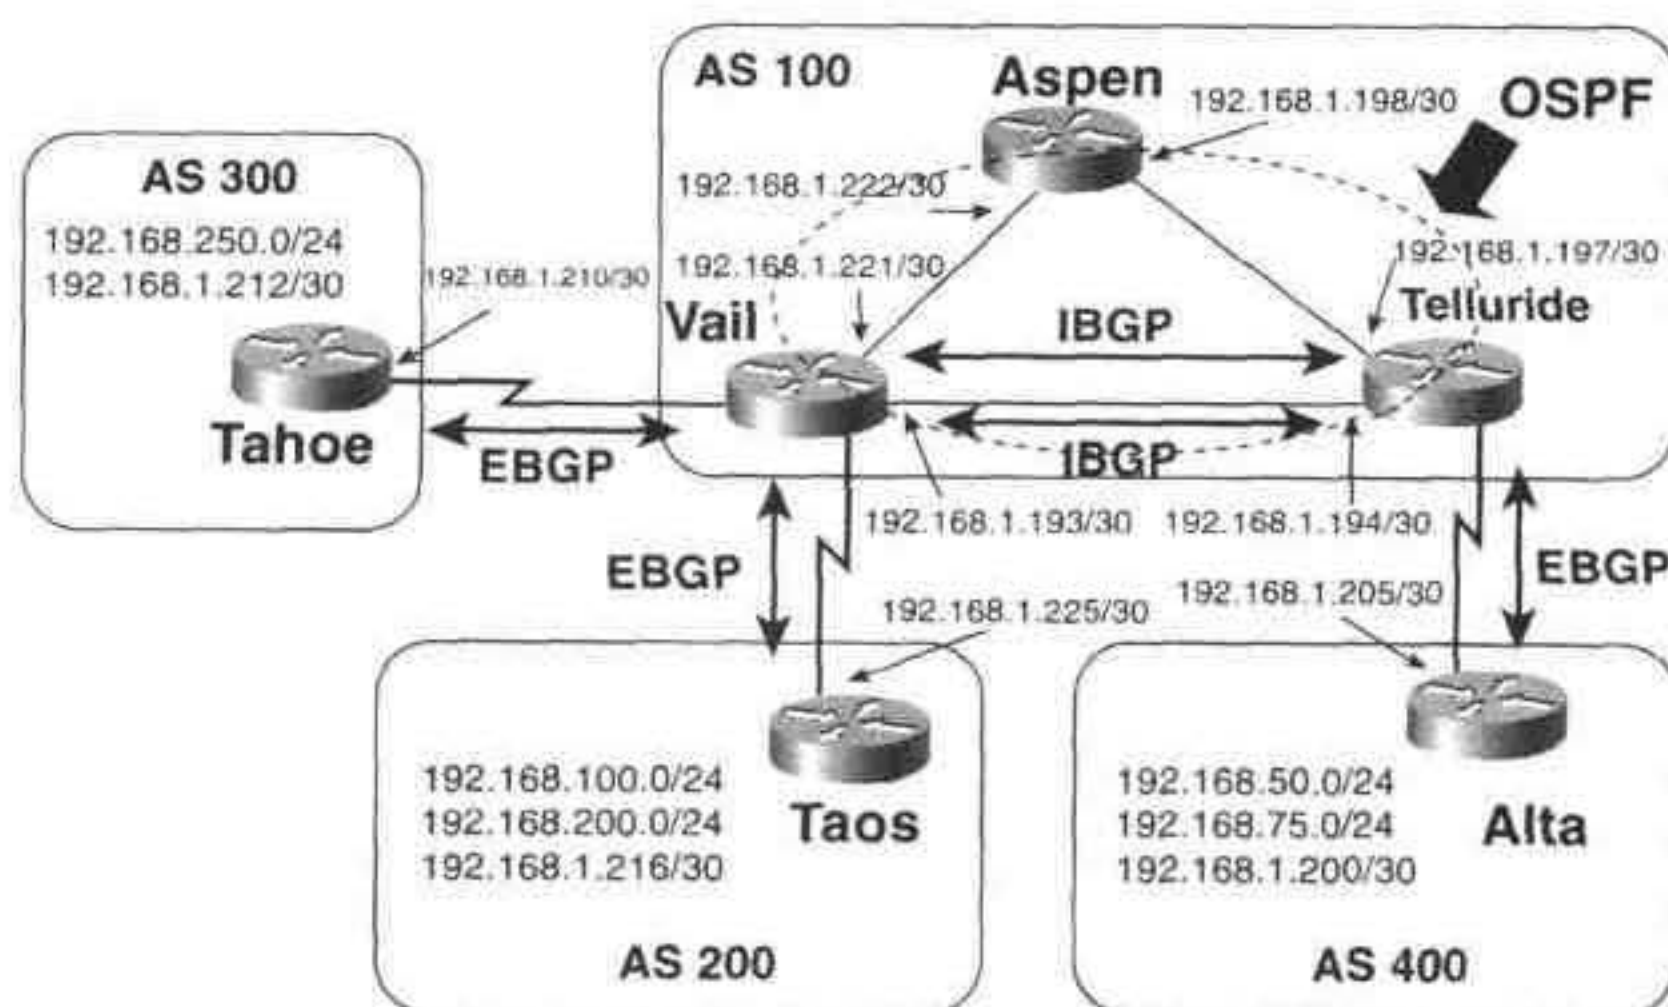 AS 100
Aspen
192.168.1.198/30
OSPF
AS 300
192.168.250.0/24
192.168.1.212/30
192.168.1.222/30
192.168.1.210/30
192.168.1.221/30
192.168.1.197/30
Vail
IBGP
Telluride
Tahoe
EBGP
IBGP
192.168.1.193/30
192.168.1.194/30
EBGP
EBGP
192.168.1.225/30
192.168.1.205/30
192.168.100.0/24
192.168.200.0/24
192.168.1.216/30
Taos
192.168.50.0/24
192.168.75.0/24
192.168.1.200/30
Alta
AS 200
AS 400